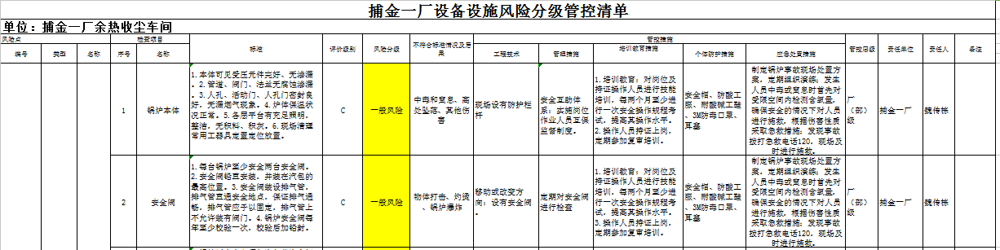 捕金一厂设备设施风险分级管控清单
单位：捕金一厂余热收尘车间
风险点 检查项目 标准 评价级别 风险分级 不符合标准情况及后果 管控措施 管控层级 责任单位 责任人 备注
编号 类型 名称 序号 名称 工程技术 管理措施 培训教育措施 个体防护措施 应急处置措施
1
锅炉本体
1.本体可见受压元件完好、无渗漏
。2.管道、阀门、法兰无腐蚀渗漏
。3.人孔、活动门、人孔门密封良
好，无漏烟气现象。4.炉体保温状
况正常。5.各层平台有充足照明，
整洁，无积料、积灰。6.现场清理
常用工器具定置定位放置。
C
一般风险
中毒和窒息、高
处坠落、其他伤
害
现场设有防护栏
杆
安全互助体
系：实施岗位
作业人员互保
监督制度。
1.培训教育：对岗位及
持证操作人员进行技能
培训，每两个月至少进
行一次安全操作规程考
试，提高其操作水平。
2.操作人员持证上岗，
定期参加复审培训。
安全帽、防酸工
服、耐酸碱工鞋
、3M防毒口罩、
耳塞
制定锅炉事故现场处置方
案，定期组织演练；发生
人员中毒或窒息时首先对
受限空间内检测含氧量，
确保安全的情况下对人员
进行施救，根据伤害性质
采取急救措施；发现事故
拨打急救电话120，现场及
时进行施救。
厂
（部）
级
捕金一厂
魏传栋
2
安全阀
1.每台锅炉至少安装两台安全阀。
2.安全阀铅直安装，并装在汽包的
最高位置。3.安全阀装设排气管，
排气管直通安全地点，保证排气通
畅，排气管应予以固定，排气管上
不允许装有阀门。4.锅炉安全阀每
年至少校验一次，校验后加铅封。
C
一般风险
物体打击、灼烫
、锅炉爆炸
移动或改变方
向：设有安全阀
。
定期对安全阀
进行检查
1.培训教育：对岗位及
持证操作人员进行技能
培训，每两个月至少进
行一次安全操作规程考
试，提高其操作水平。
3.操作人员持证上岗，
定期参加复审培训。
安全帽、防酸工
服、耐酸碱工鞋
、3M防毒口罩、
耳塞
制定锅炉事故现场处置方
案，定期组织演练；发生
人员中毒或窒息时首先对
受限空间内检测含氧量，
确保安全的情况下对人员
进行施救，根据伤害性质
采取急救措施；发现事故
拨打急救电话120，现场及
时进行施救。
厂
（部）
级
捕金一厂
魏传栋